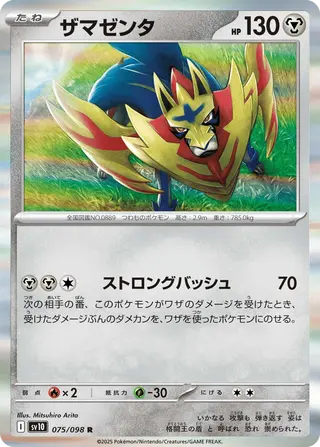 たね ザマゼンタ HP 130
全国図鑑NO.0889 つわものポケモン 高さ：2.9m 重さ：785.0kg
ストロングバッシュ 70
次の相手の番、このポケモンがワザのダメージを受けたとき、
受けたダメージぶんのダメカンを、ワザを使ったポケモンにのせる。
弱点 ×2 抵抗力 -30 にげる
Illus. Mitsuhiro Arita
いかなる 攻撃も 弾き返す 姿は
格闘王の盾 と 呼ばれ 恐れ 崇められた。
I sv10 075/098 R
©2025 Pokémon/Nintendo/Creatures/GAME FREAK.